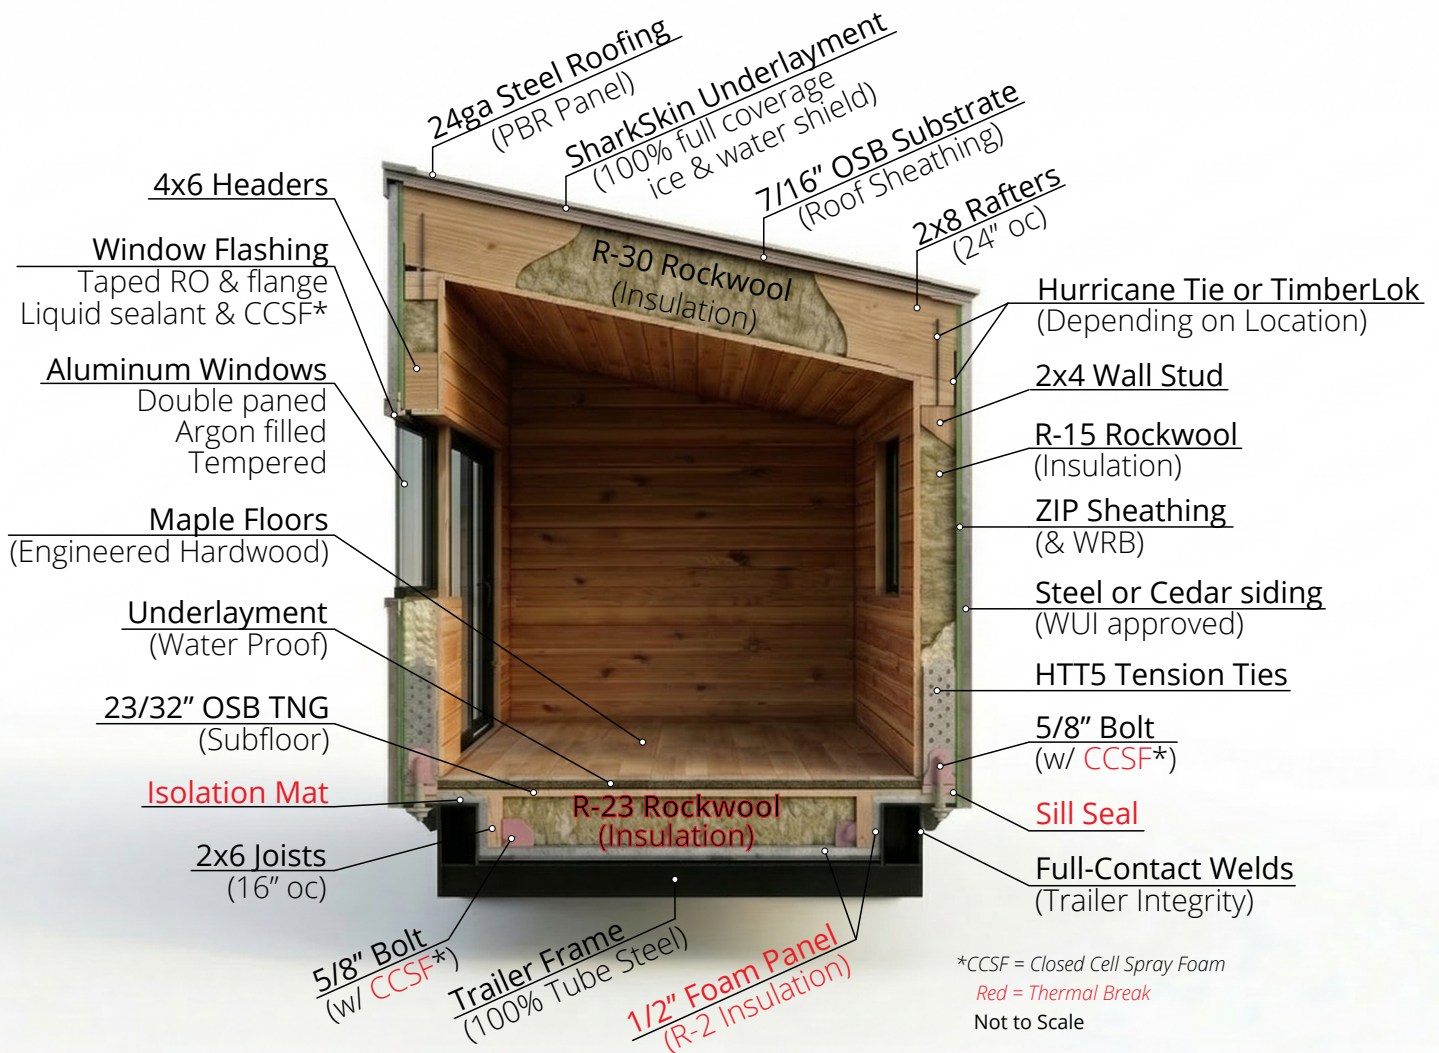 24ga Steel Roofing
(PBR Panel)
SharkSkin Underlayment
(100% full coverage
ice & water shield)
7/16” OSB Substrate
(Roof Sheathing)
2x8 Rafters
(24” oc)
4x6 Headers
Window Flashing
Taped RO & flange
Liquid sealant & CCSF*
Aluminum Windows
Double paned
Argon filled
Tempered
Maple Floors
(Engineered Hardwood)
Underlayment
(Water Proof)
23/32” OSB TNG
(Subfloor)
Isolation Mat
2x6 Joists
(16” oc)
R-30 Rockwool
(Insulation)
R-23 Rockwool
(Insulation)
Hurricane Tie or TimberLok
(Depending on Location)
2x4 Wall Stud
R-15 Rockwool
(Insulation)
ZIP Sheathing
(& WRB)
Steel or Cedar siding
(WUI approved)
HTT5 Tension Ties
5/8” Bolt
(w/ CCSF*)
Sill Seal
Full-Contact Welds
(Trailer Integrity)
5/8” Bolt
(w/ CCSF*)
Trailer Frame
(100% Tube Steel)
1/2” Foam Panel
(R-2 Insulation)
*CCSF = Closed Cell Spray Foam
Red = Thermal Break
Not to Scale